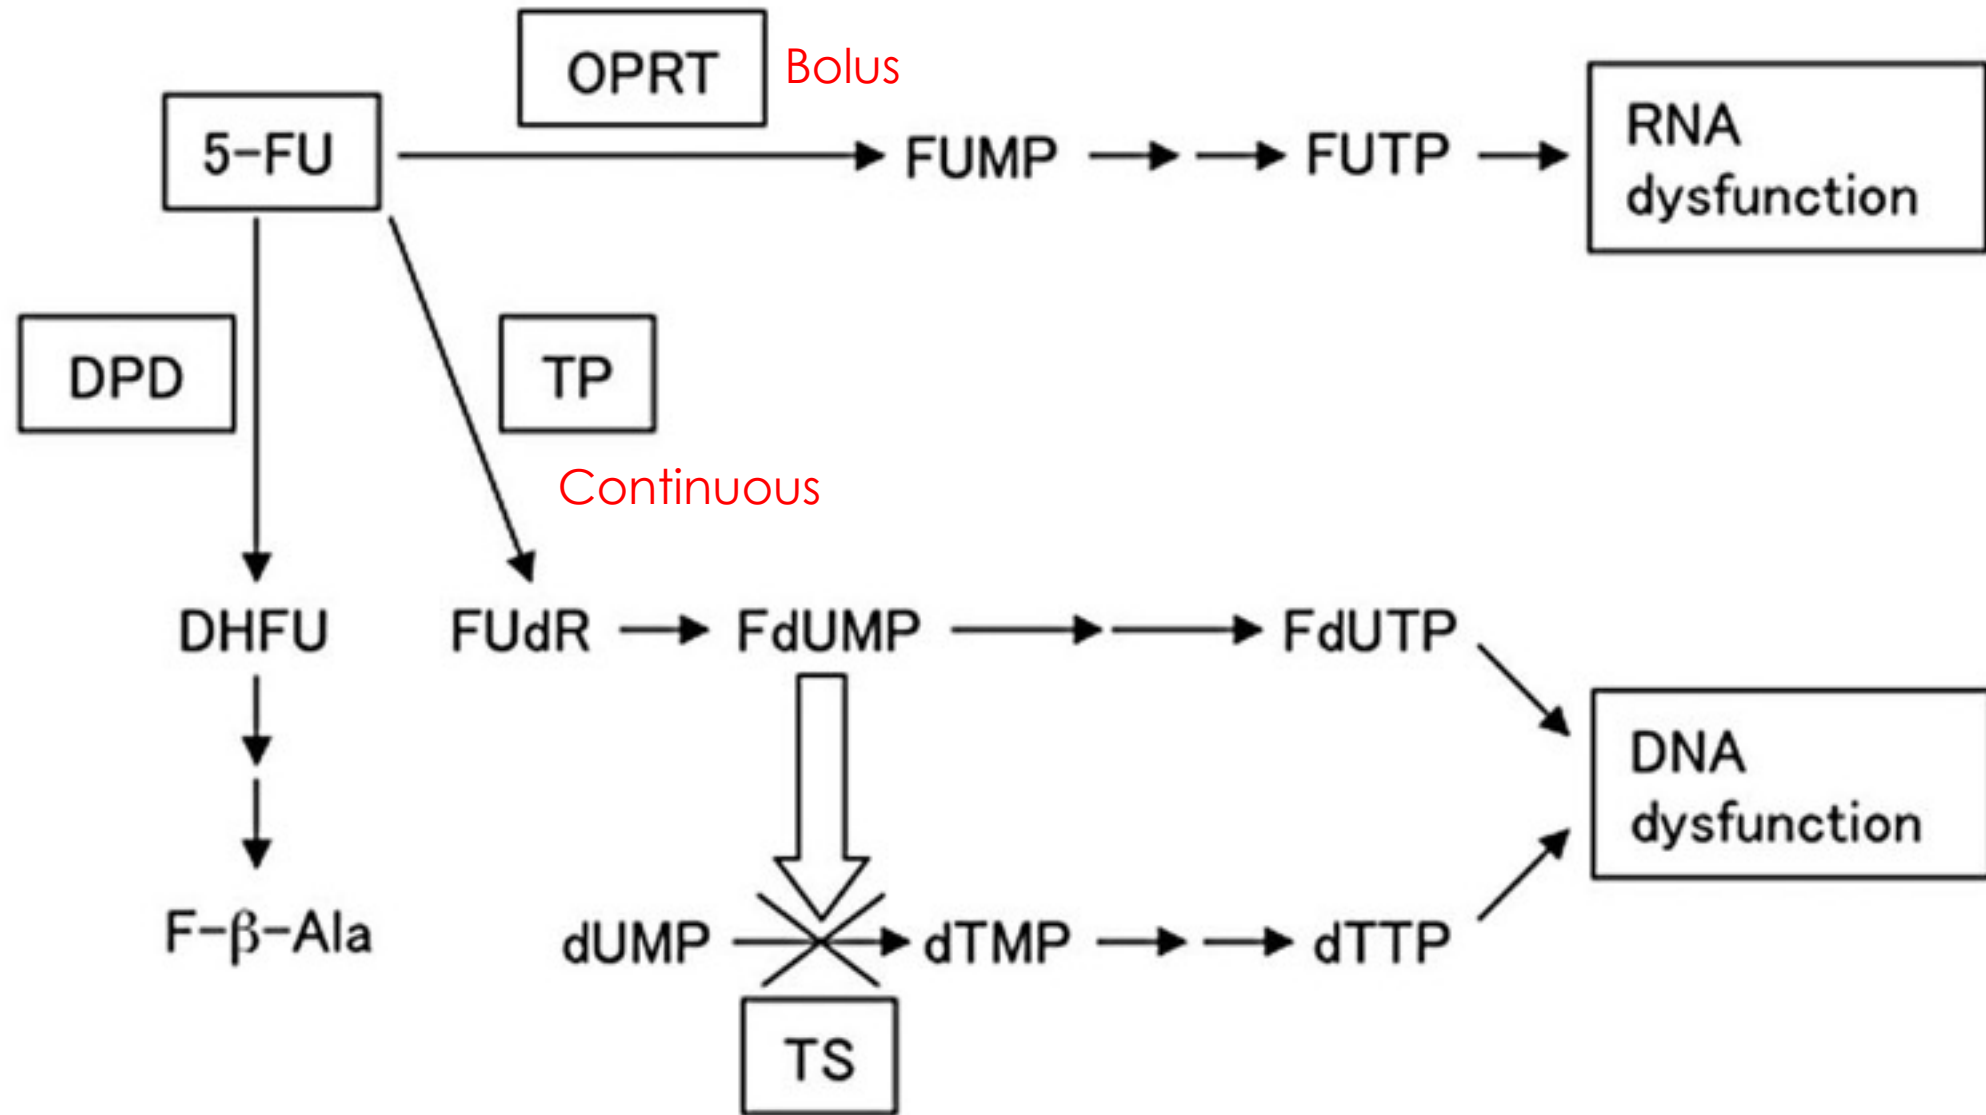 OPRT
Bolus
5-FU
FUMP
FUTP
RNA
dysfunction
DPD
TP
Continuous
DHFU
FUdR
FdUMP
FdUTP
DNA
dysfunction
F-β-Ala
dUMP
dTMP
dTTP
TS